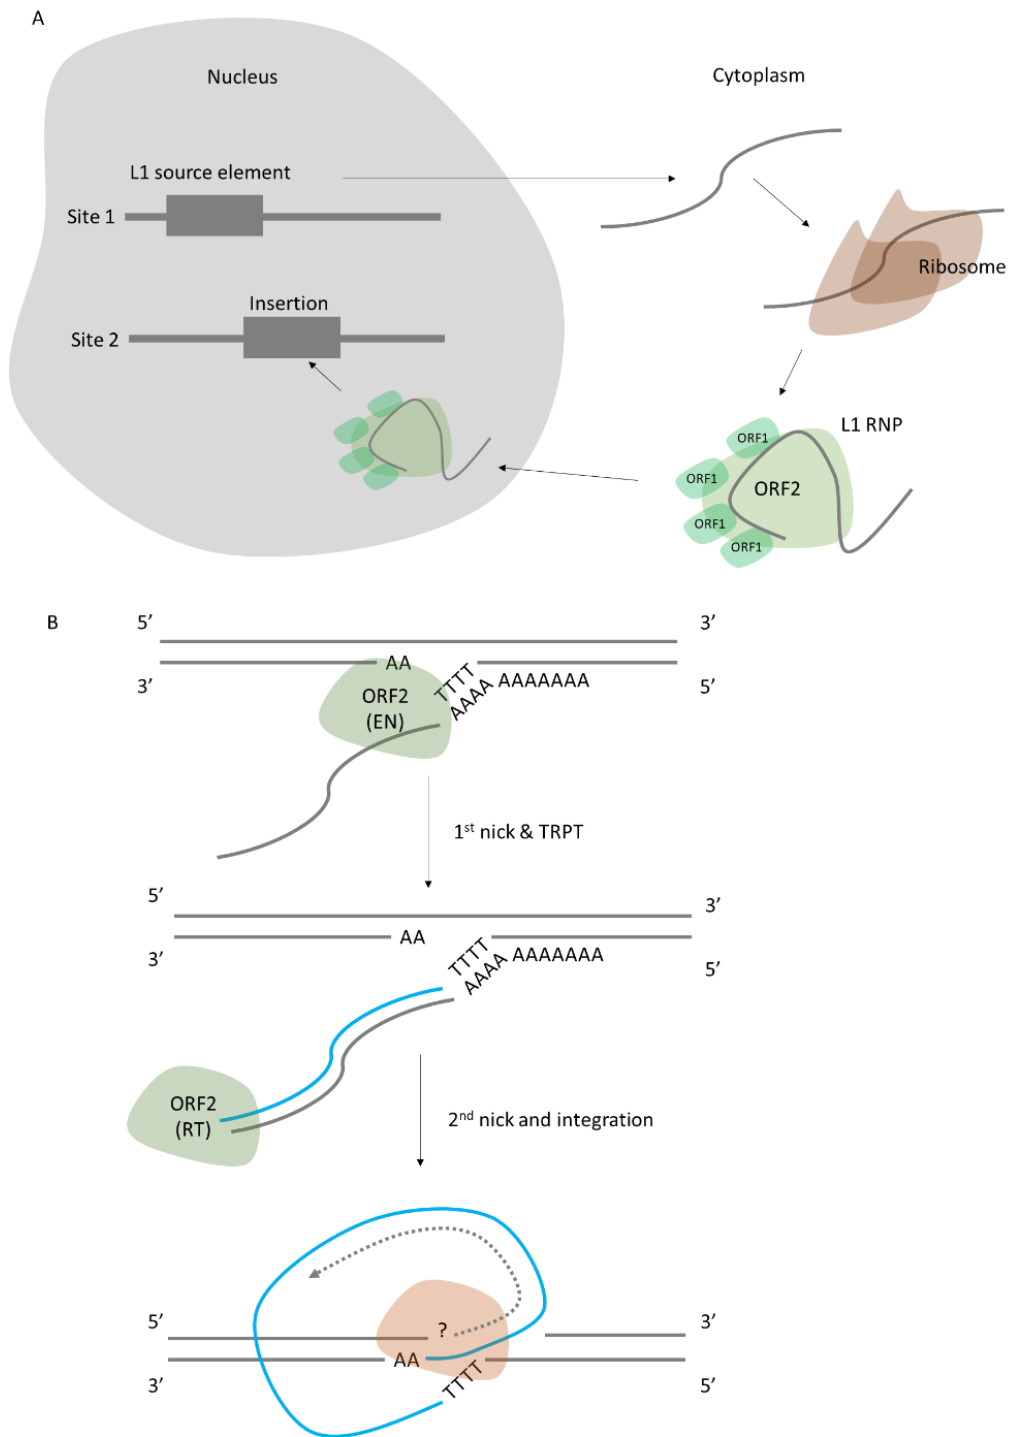 A
Nucleus
Cytoplasm
L1 source element
Site 1
Ribosome
Insertion
Site 2
L1 RNP
ORF1
ORF1
ORF2
ORF1
ORF1
B
5’
3’
AA
TTTT
AAAA
AAAAAAA
3’
5’
ORF2
(EN)
1st nick & TRPT
5’
3’
AA
TTTT
AAAA
AAAAAAA
3’
5’
ORF2
(RT)
2nd nick and integration
5’
?
3’
AA
TTTT
3’
5’